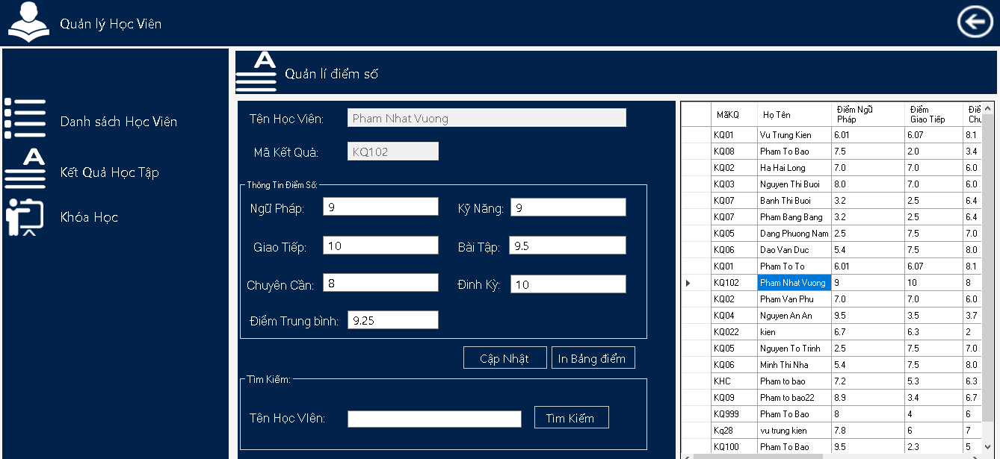 Quản lý Học Viên
Danh sách Học Viên
A
Kết Quả Học Tập
Khóa Học
A
Quản lí điểm số
Tên Học Viên: Pham Nhat Vuong
Mã Kết Quả: KQ102
Thông Tin Điểm Số:
Ngữ Pháp: 9 Kỹ Năng: 9
Giao Tiếp: 10 Bài Tập: 9.5
Chuyên Cần: 8 Đinh Kỳ: 10
Điểm Trung bình: 9.25
Cập Nhật In Bảng điểm
Tìm Kiếm:
Tên Học VIên: Tìm Kiếm
MãKQ Họ Tên Điểm Ngữ Pháp Điểm Giao Tiếp Điể Chu
KQ01 Vu Trung Kien 6.01 6.07 8.1
KQ08 Pham To Bao 7.5 2.0 3.4
KQ02 Ha Hai Long 7.0 7.0 6.0
KQ03 Nguyen Thi Buoi 8.0 7.0 6.0
KQ07 Banh Thi Buoi 3.2 2.5 6.4
KQ07 Pham Bang Bang 3.2 2.5 6.4
KQ05 Dang Phuong Nam 2.5 7.5 7.0
KQ06 Dao Van Duc 5.4 7.5 8.0
KQ01 Pham To To 6.01 6.07 8.1
KQ102 Pham Nhat Vuong 9 10 8
KQ02 Pham Van Phu 7.0 7.0 6.0
KQ04 Nguyen An An 9.5 3.5 3.7
KQ022 kien 6.7 6.3 2
KQ05 Nguyen To Trinh 2.5 7.5 7.0
KQ06 Minh Thi Nha 5.4 7.5 8.0
KHC Pham to bao 7.2 5.3 6.3
KQ09 Pham to bao22 8.9 3.4 6.7
KQ999 Pham To Bao 8 4 6
Kq28 vu trung kien 7.8 6 7
KQ100 Pham To Bao 9.5 2.3 5